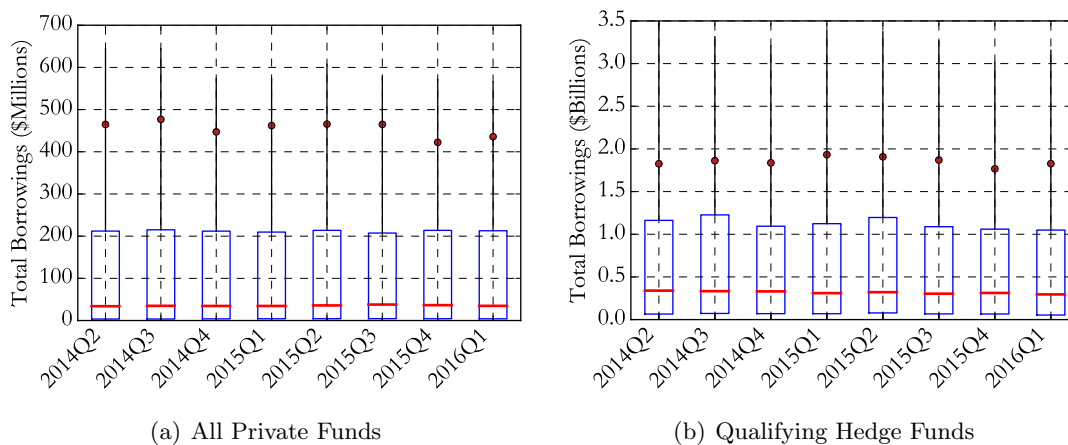 Total Borrowings ($Millions)
700
600
500
400
300
200
100
0
2014Q2
2014Q3
2014Q4
2015Q1
2015Q2
2015Q3
2015Q4
2016Q1
(a) All Private Funds
Total Borrowings ($Billions)
3.5
3.0
2.5
2.0
1.5
1.0
0.5
0.0
2014Q2
2014Q3
2014Q4
2015Q1
2015Q2
2015Q3
2015Q4
2016Q1
(b) Qualifying Hedge Funds